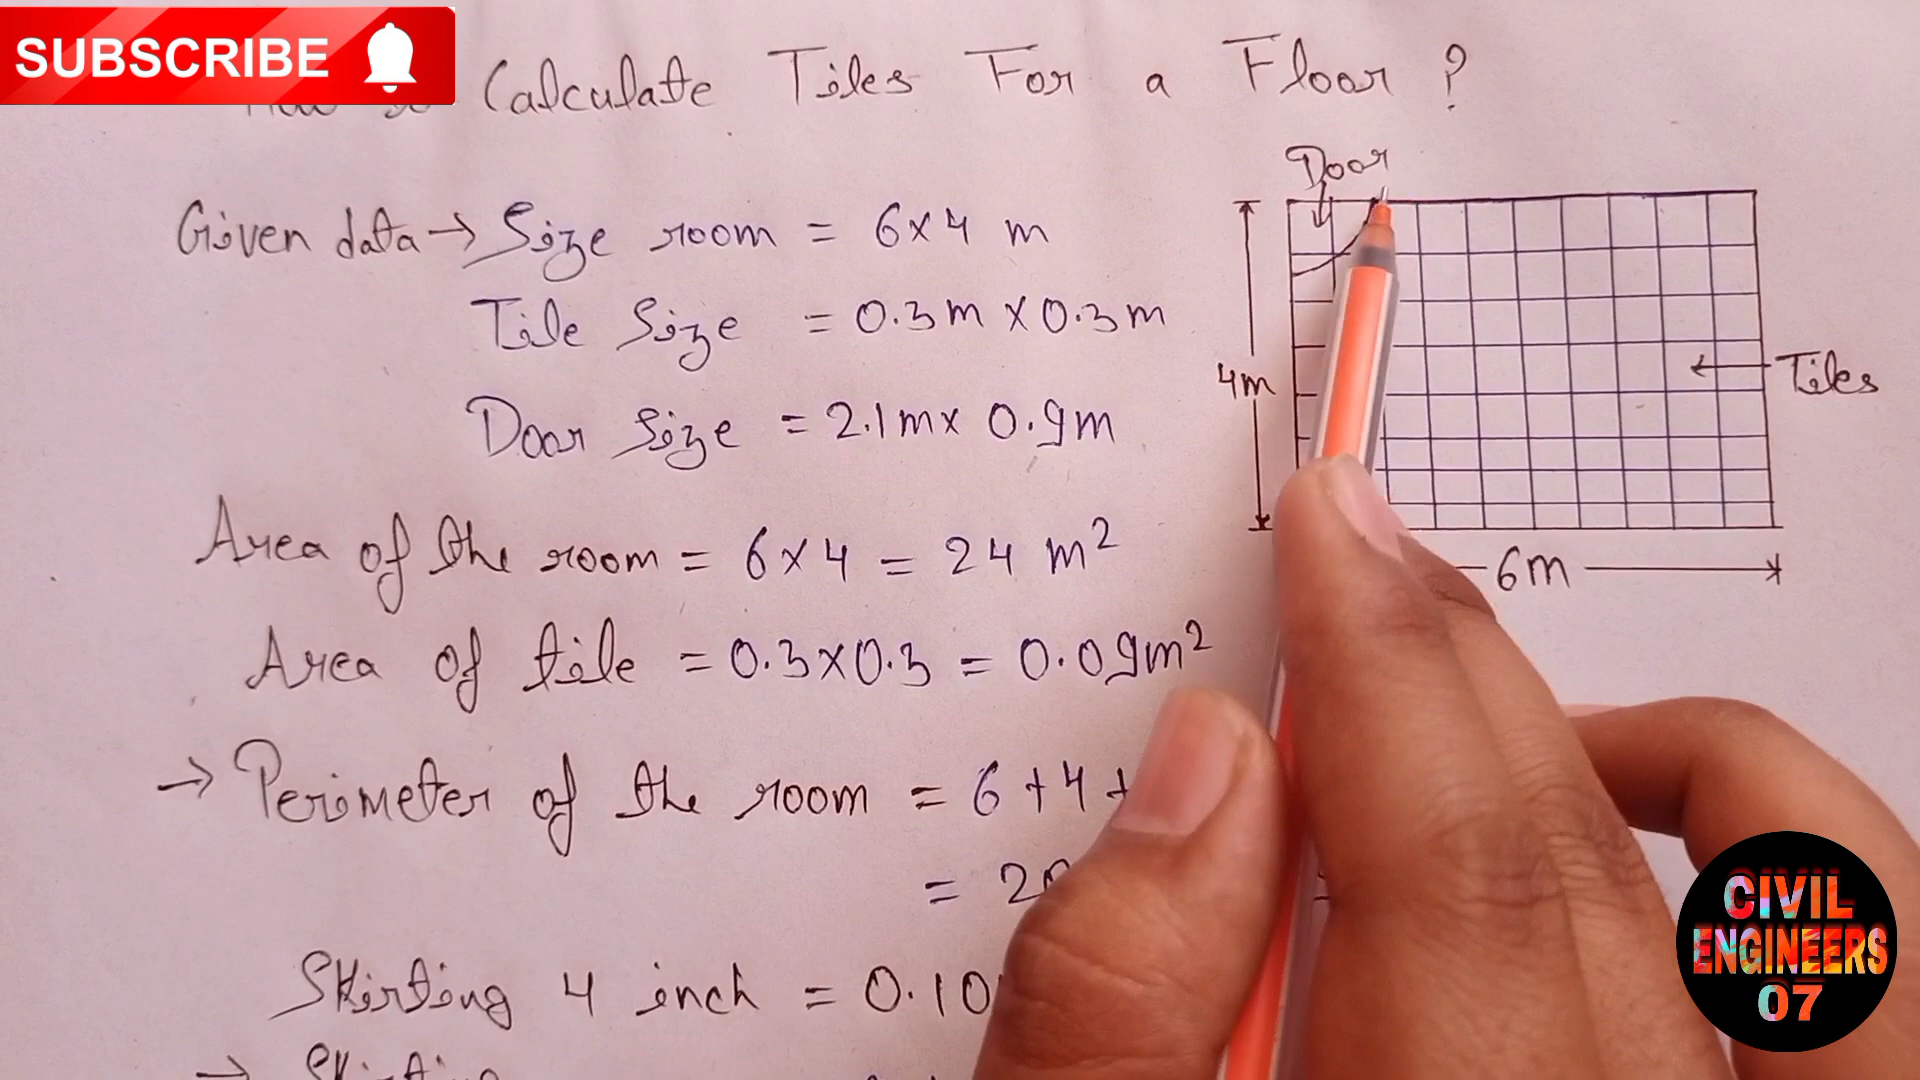 SUBSCRIBE
Calculate Tiles For a Floor ?
Door
Given data → Size room = 6×4 m
Tile Size = 0.3m × 0.3m
4m
Tiles
Door Size = 2.1m× 0.9m
Area of the room = 6×4 = 24 m²
6m
Area of tile = 0.3×0.3 = 0.09m²
→ Perimeter of the room = 6+4+
= 20
Skirting 4 inch = 0.10
→ Skirting
CIVIL
ENGINEERS
07